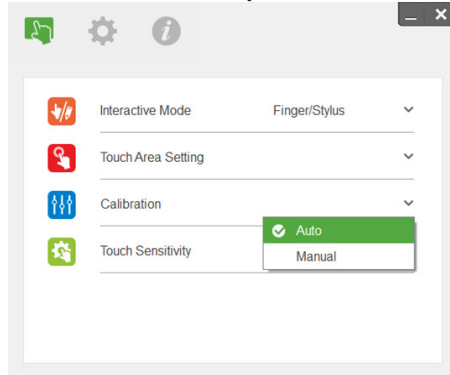 Interactive Mode Finger/Stylus
Touch Area Setting
Calibration
Auto
Touch Sensitivity
Manual